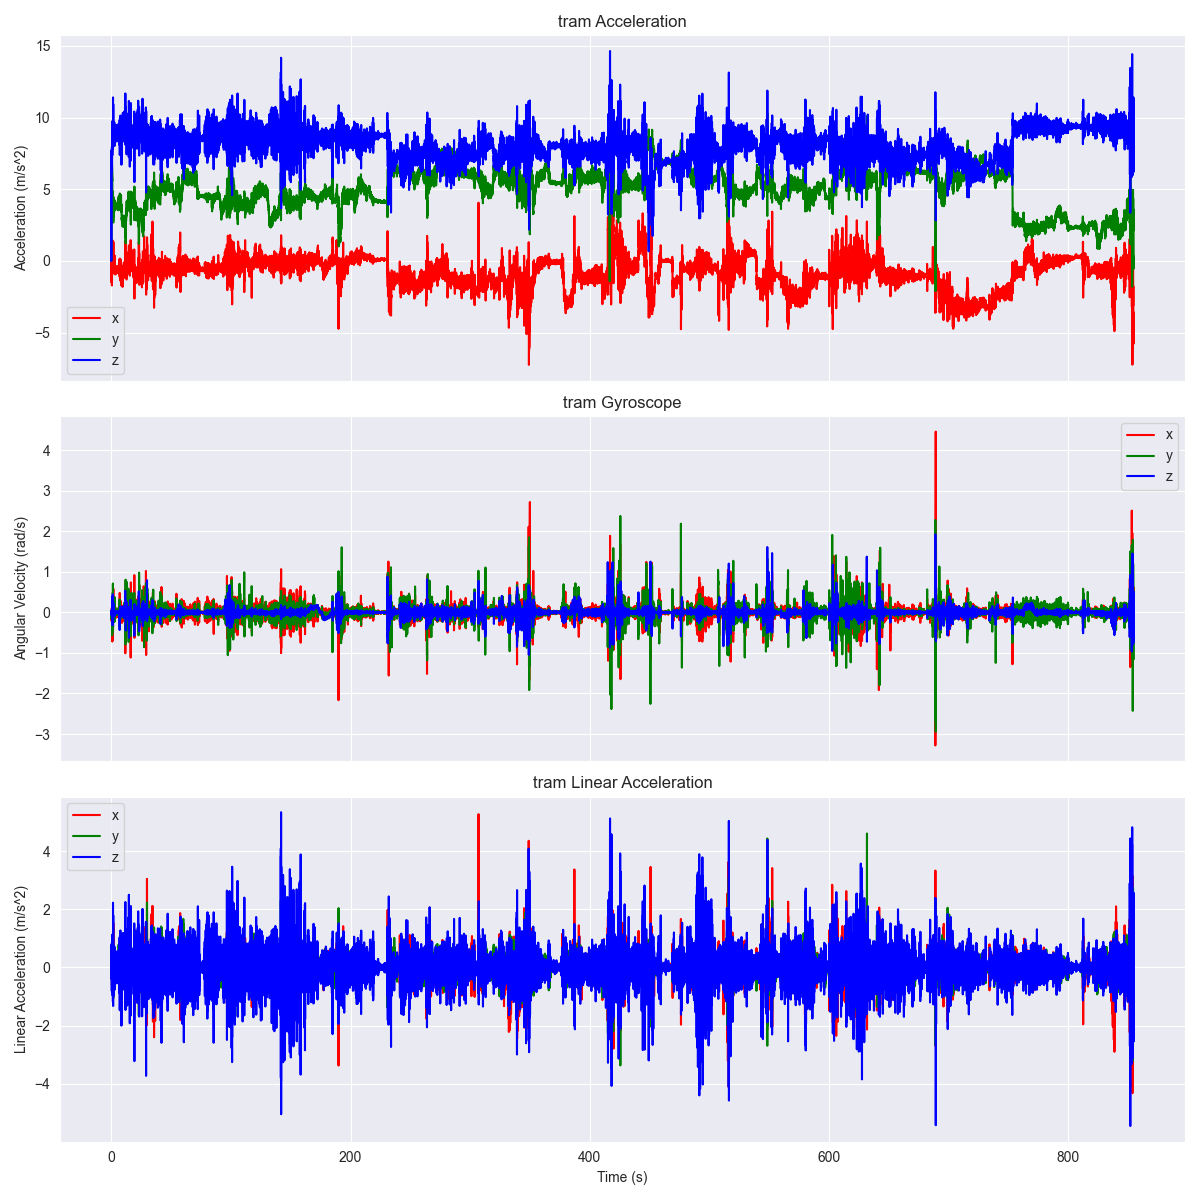 tram Acceleration
Acceleration (m/s^2)
15
10
5
0
−5
x
y
z
tram Gyroscope
Angular Velocity (rad/s)
4
3
2
1
0
−1
−2
−3
x
y
z
tram Linear Acceleration
Linear Acceleration (m/s^2)
4
2
0
−2
−4
x
y
z
0 200 400 600 800
Time (s)